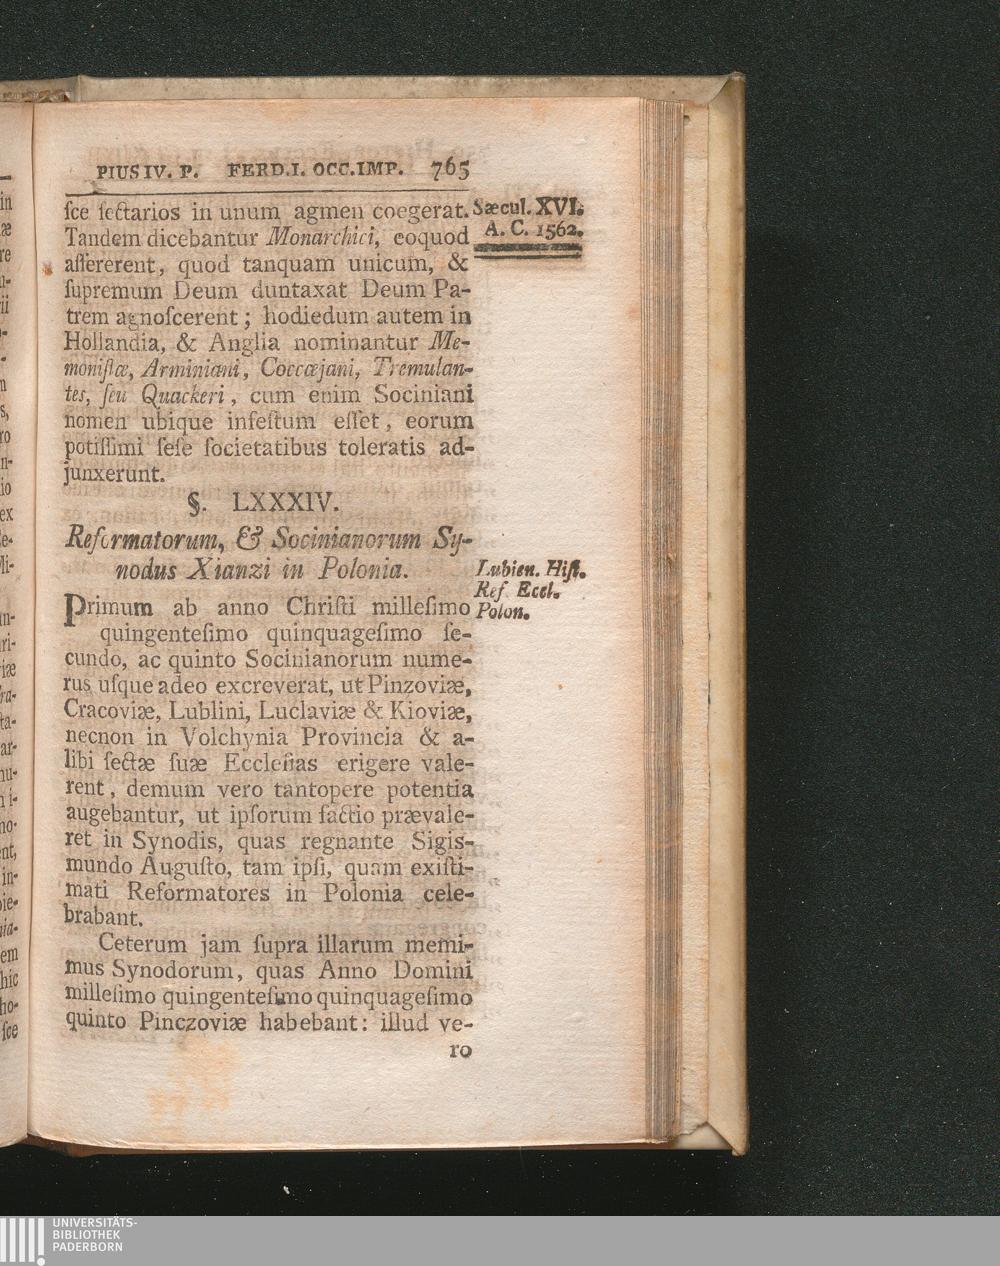 PIUS IV. P. FERD. I. OCC. IMP. 765
ſce ſectarios in unum agmen coegerat.
Tandem dicebantur Monarchici, eoquod
aſſererent, quod tanquam unicum, &
ſupremum Deum duntaxat Deum Pa-
trem agnoſcerent; hodiedum autem in
Hollandia, & Anglia nominantur Me-
moniſtæ, Arminiani, Coccæjani, Tremulan-
tes, ſeu Quackeri, cum enim Sociniani
nomen ubique infeſtum eſſet, eorum
potiſſimi ſeſe ſocietatibus toleratis ad-
junxerunt.
Sæcul. XVI.
A. C. 1562.
§. LXXXIV.
Reformatorum, & Socinianorum Sy-
nodus Xianzi in Polonia.
Lubien. Hiſt.
Ref. Eccl.
Polon.
Primum ab anno Chriſti milleſimo
quingenteſimo quinquageſimo ſe-
cundo, ac quinto Socinianorum nume-
rus uſque adeo excreverat, ut Pinzoviæ,
Cracoviæ, Lublini, Luclaviæ & Kioviæ,
necnon in Volchynia Provincia & a-
libi ſectæ ſuæ Eccleſias erigere vale-
rent, demum vero tantopere potentia
augebantur, ut ipſorum factio prævale-
ret in Synodis, quas regnante Sigis-
mundo Auguſto, tam ipſi, quam exiſti-
mati Reformatores in Polonia cele-
brabant.
Ceterum jam ſupra illarum memi-
mus Synodorum, quas Anno Domini
milleſimo quingenteſimo quinquageſimo
quinto Pinczoviæ habebant: illud ve-
ro
UNIVERSITÄTS-
BIBLIOTHEK
PADERBORN